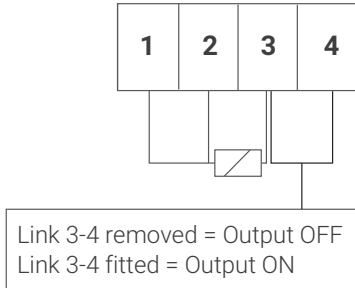 1 2 3 4
Link 3-4 removed = Output OFF
Link 3-4 fitted = Output ON